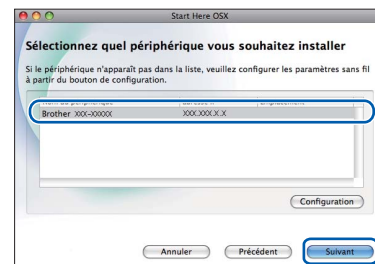 Start Here OSX
Sélectionnez quel périphérique vous souhaitez installer
Si le périphérique n'apparaît pas dans la liste, veuillez configurer les paramètres sans fil
à partir du bouton de configuration.
Brother XXX-XXXXX XXX.XXX.X.X
Configuration
Annuler Précédent Suivant